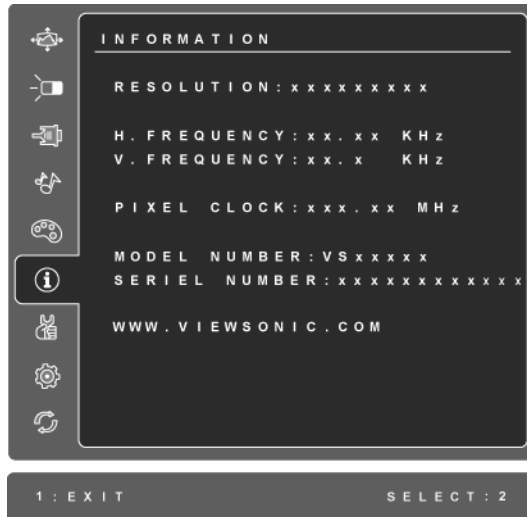 INFORMATION
RESOLUTION:xxxxxxxxx
H.FREQUENCY:xx.xx KHz
V.FREQUENCY:xx.x KHz
PIXEL CLOCK:xxx.xx MHz
MODEL NUMBER:VSxxxxx
SERIEL NUMBER:xxxxxxxxxxxx
WWW.VIEWSONIC.COM
1:EXIT SELECT:2